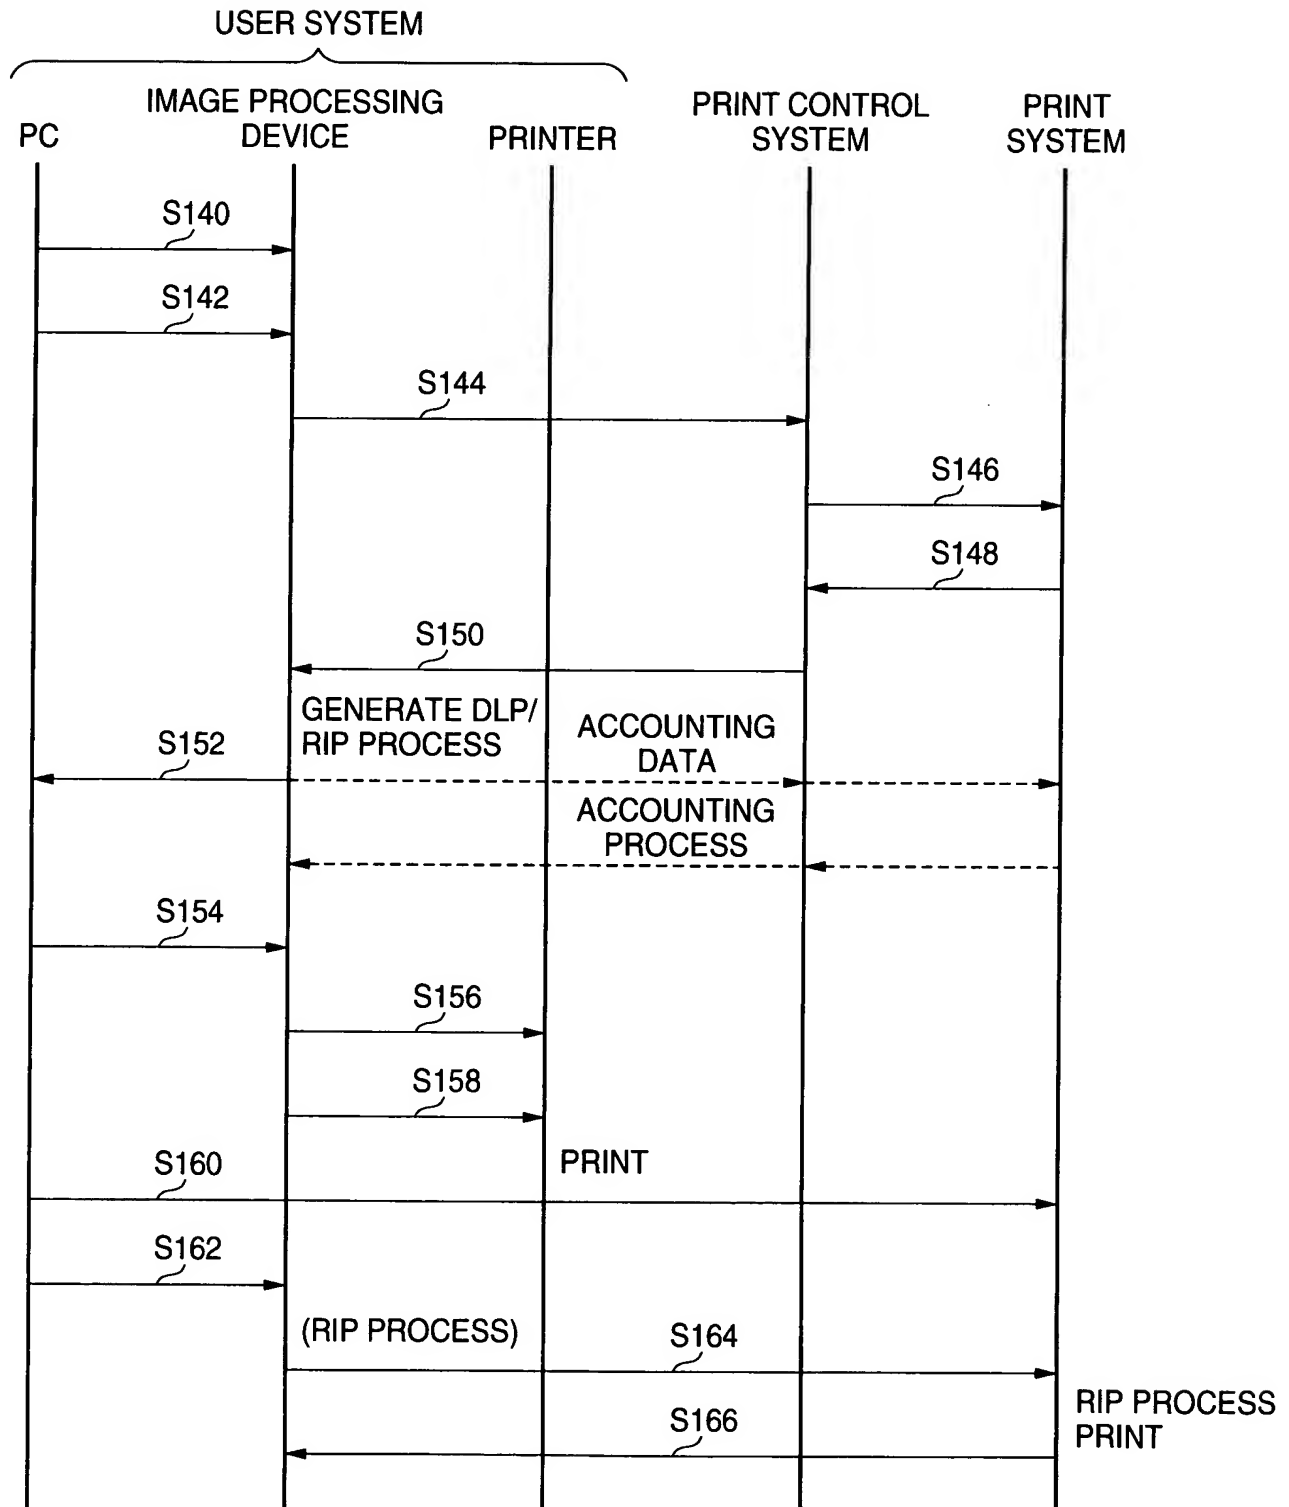 USER SYSTEM
IMAGE PROCESSING
DEVICE
PC
PRINTER
PRINT CONTROL
SYSTEM
PRINT
SYSTEM
S140
S142
S144
S146
S148
S150
GENERATE DLP/
RIP PROCESS
ACCOUNTING
DATA
S152
ACCOUNTING
PROCESS
S154
S156
S158
PRINT
S160
S162
(RIP PROCESS)
S164
RIP PROCESS
PRINT
S166